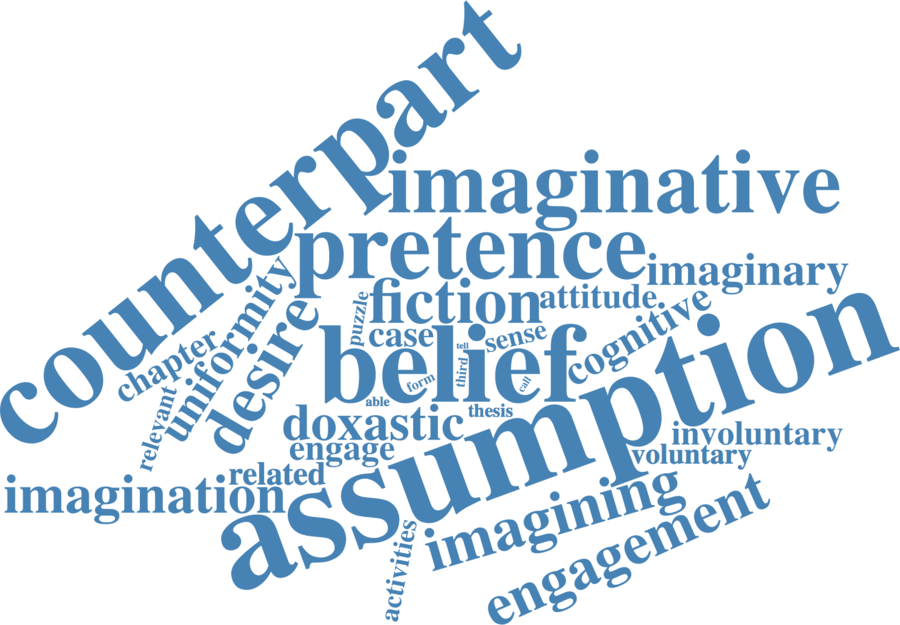 counterpart
imaginative
pretence
imaginary
fiction
attitude
puzzle
uniformity
desire
case
sense
cognitive
assumption
belief
tell
third
form
call
able
chapter
relevant
doxastic
thesis
engage
involuntary
voluntary
related
imagination
imagining
engagement
activities